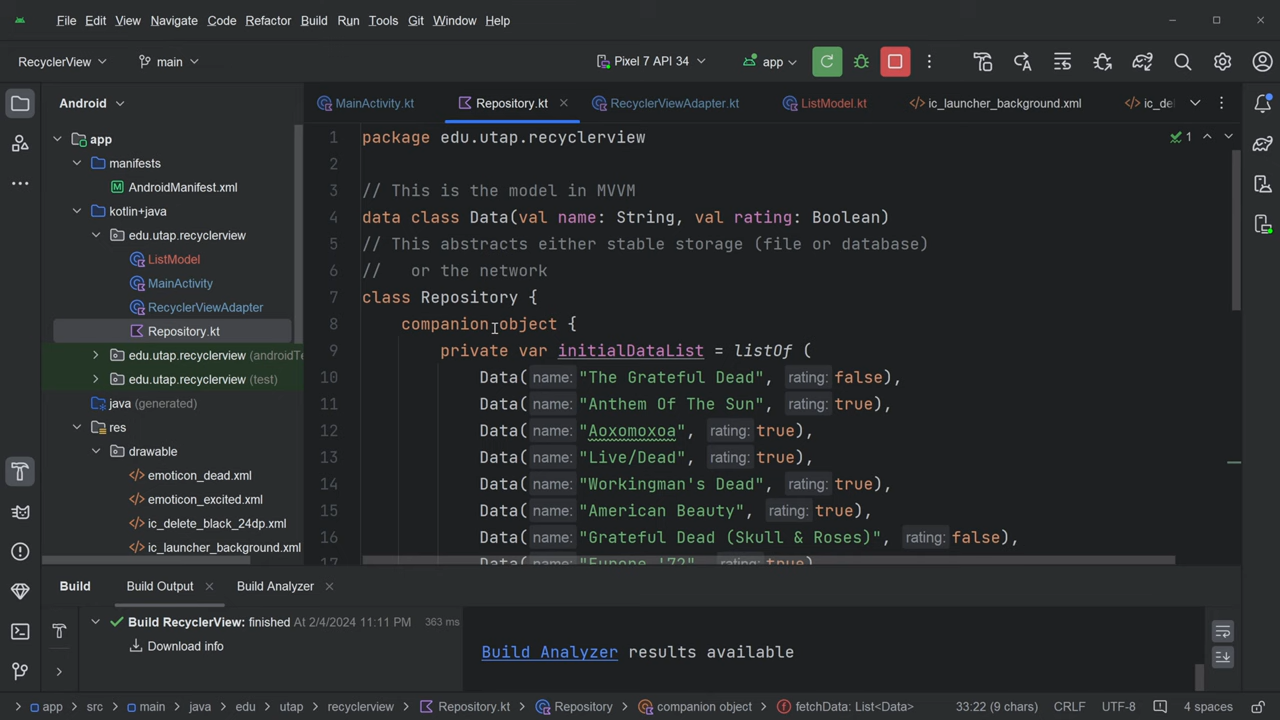 File Edit View Navigate Code Refactor Build Run Tools Git Window Help
RecyclerView main Pixel 7 API 34 app
Android MainActivity.kt Repository.kt RecyclerViewAdapter.kt ListModel.kt ic_launcher_background.xml ic_de
app
manifests
AndroidManifest.xml
kotlin+java
edu.utap.recyclerview
ListModel
MainActivity
RecyclerViewAdapter
Repository.kt
edu.utap.recyclerview (androidTe
edu.utap.recyclerview (test)
java (generated)
res
drawable
emoticon_dead.xml
emoticon_excited.xml
ic_delete_black_24dp.xml
ic_launcher_background.xml
1 package edu.utap.recyclerview
2
3 // This is the model in MVVM
4 data class Data(val name: String, val rating: Boolean)
5 // This abstracts either stable storage (file or database)
6 //   or the network
7 class Repository {
8 companion object {
9 private var initialDataList = listOf (
10 Data( name: "The Grateful Dead", rating: false),
11 Data( name: "Anthem Of The Sun", rating: true),
12 Data( name: "Aoxomoxoa", rating: true),
13 Data( name: "Live/Dead", rating: true),
14 Data( name: "Workingman's Dead", rating: true),
15 Data( name: "American Beauty", rating: true),
16 Data( name: "Grateful Dead (Skull & Roses)", rating: false),
17 Data( name: "Europe '72", rating: true)
1
Build Build Output Build Analyzer
Build RecyclerView: finished At 2/4/2024 11:11 PM 363 ms
Download info
Build Analyzer results available
app src main java edu utap recyclerview Repository.kt Repository companion object fetchData: List<Data> 33:22 (9 chars) CRLF UTF-8 4 spaces